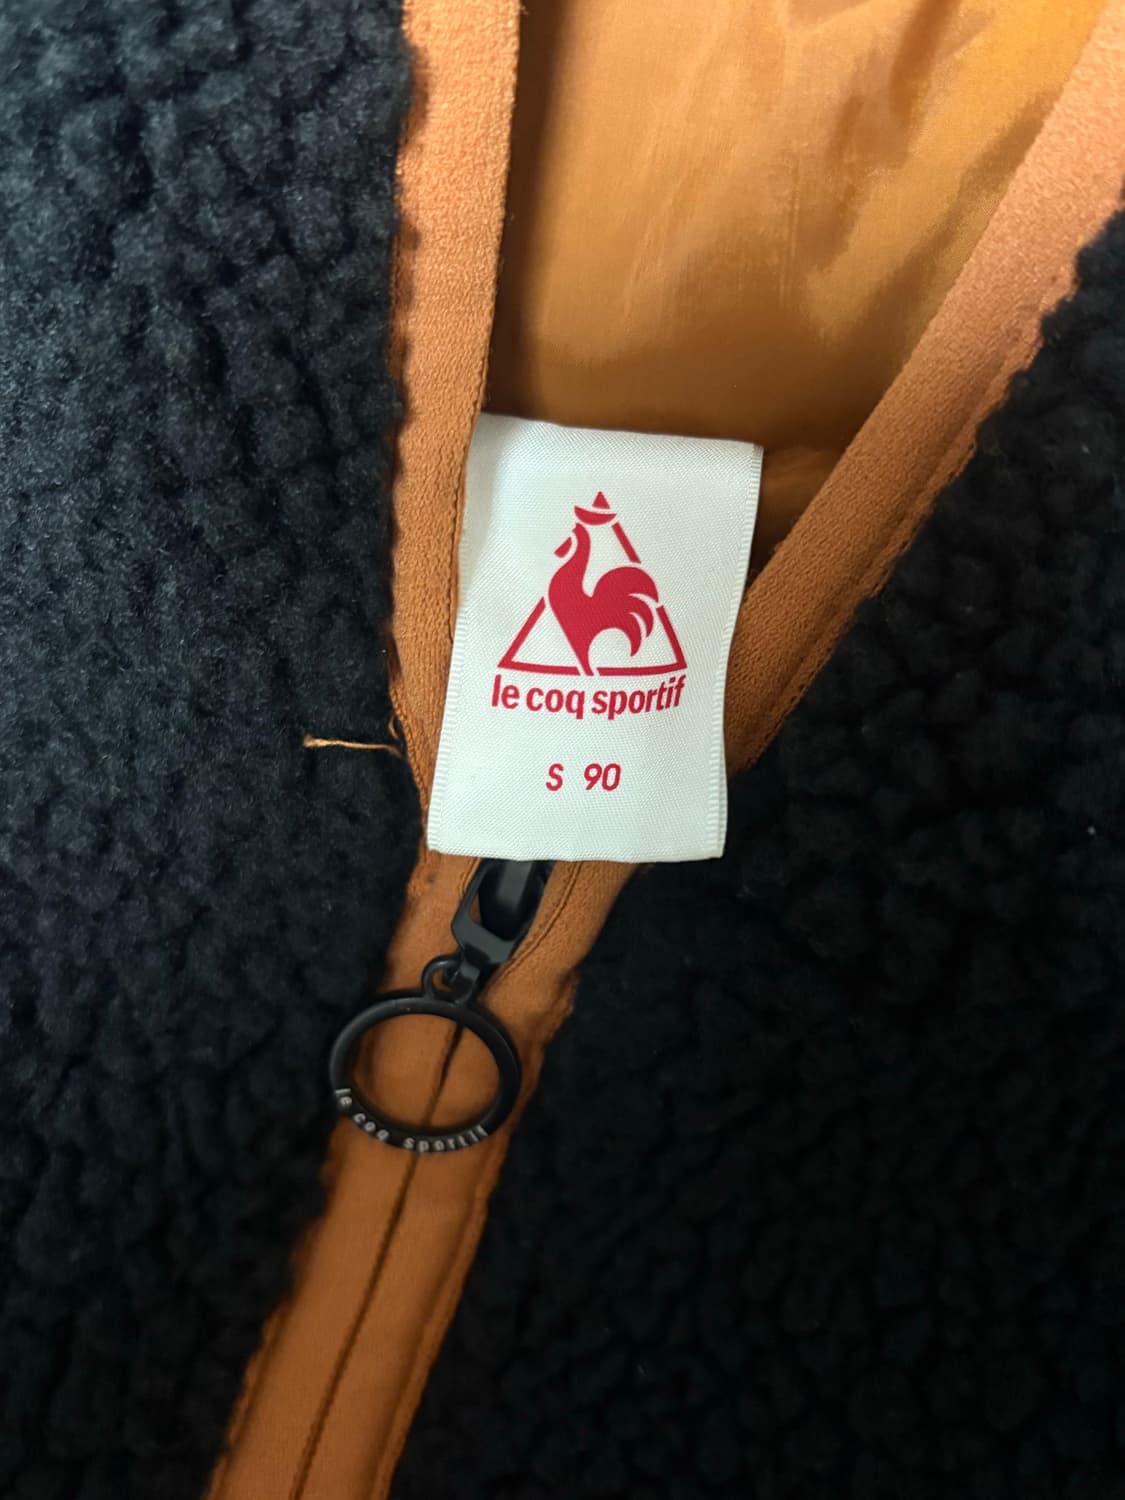 le coq sportif
S 90
le coq sportif